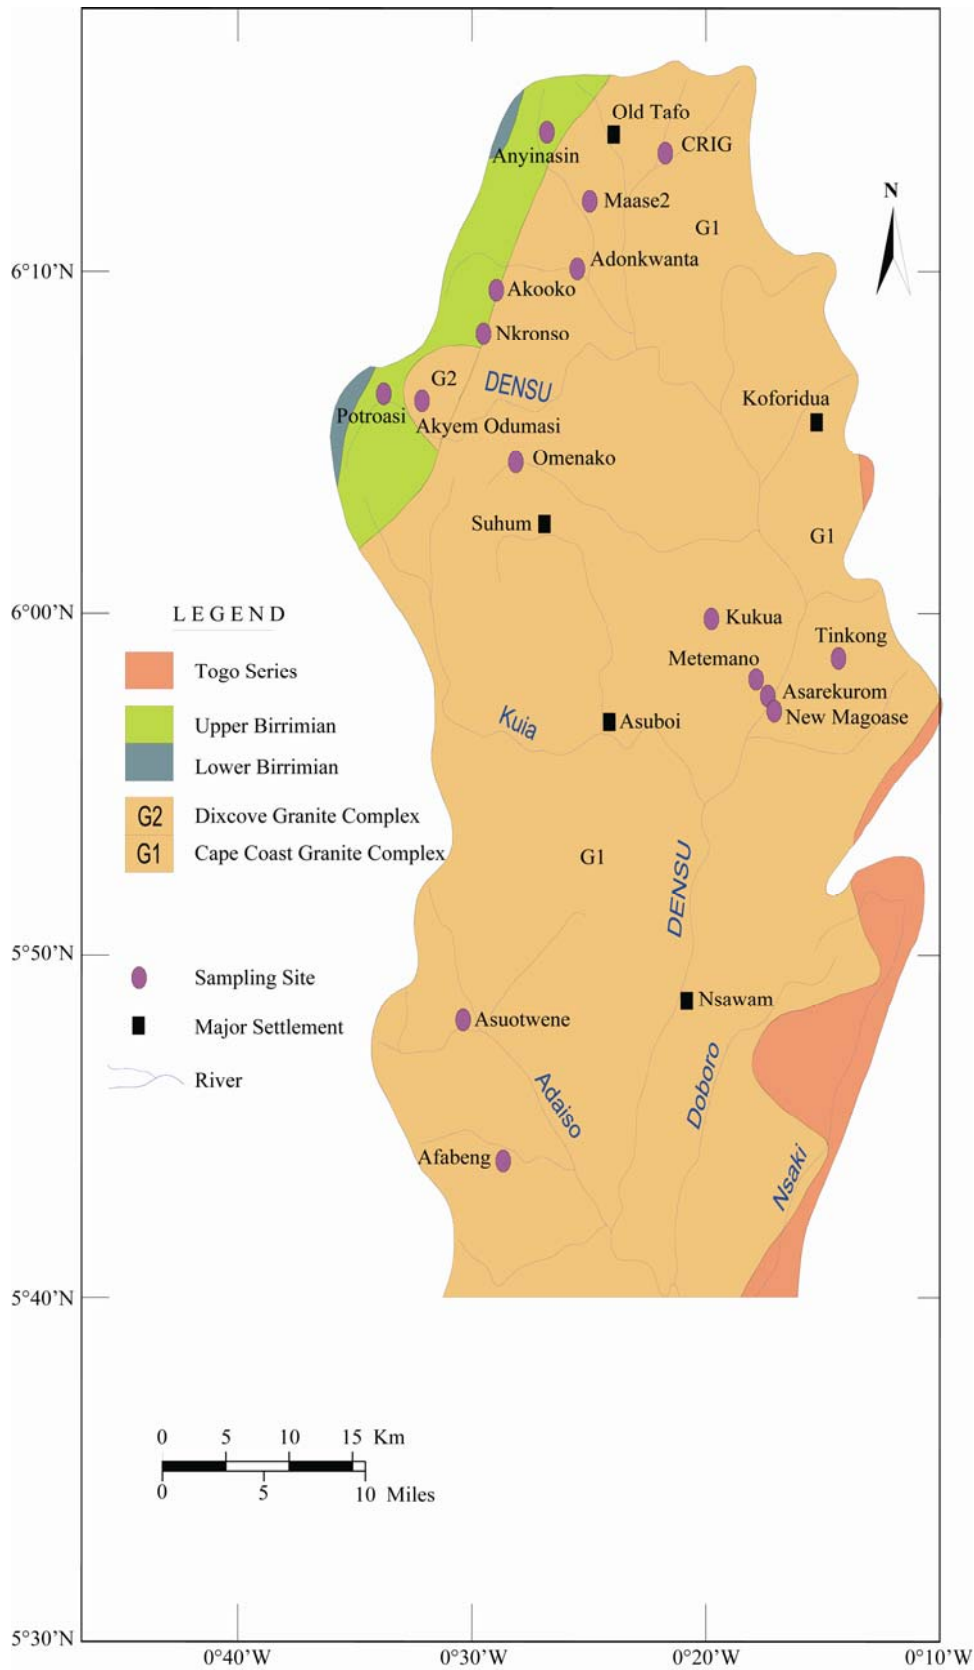 Old Tafo
CRIG
Anyinasin
Maase2
G1
N
Adonkwanta
6°10’N
Akooko
Nkronso
G2
DENSU
Koforidua
Potroasi
Akyem Odumasi
Omenako
Suhum
G1
6°00’N
LEGEND
Kukua
Tinkong
Metemano
Togo Series
Asarekurom
New Magoase
Kuia
Asuboi
Upper Birrimian
Lower Birrimian
G2
Dixcove Granite Complex
G1
Cape Coast Granite Complex
G1
DENSU
5°50’N
Sampling Site
Nsawam
Major Settlement
Asuotwene
River
Adaiso
Doboro
Nsaki
Afabeng
5°40’N
0 5 10 15 Km
0 5 10 Miles
5°30’N
0°40’W 0°30’W 0°20’W 0°10’W